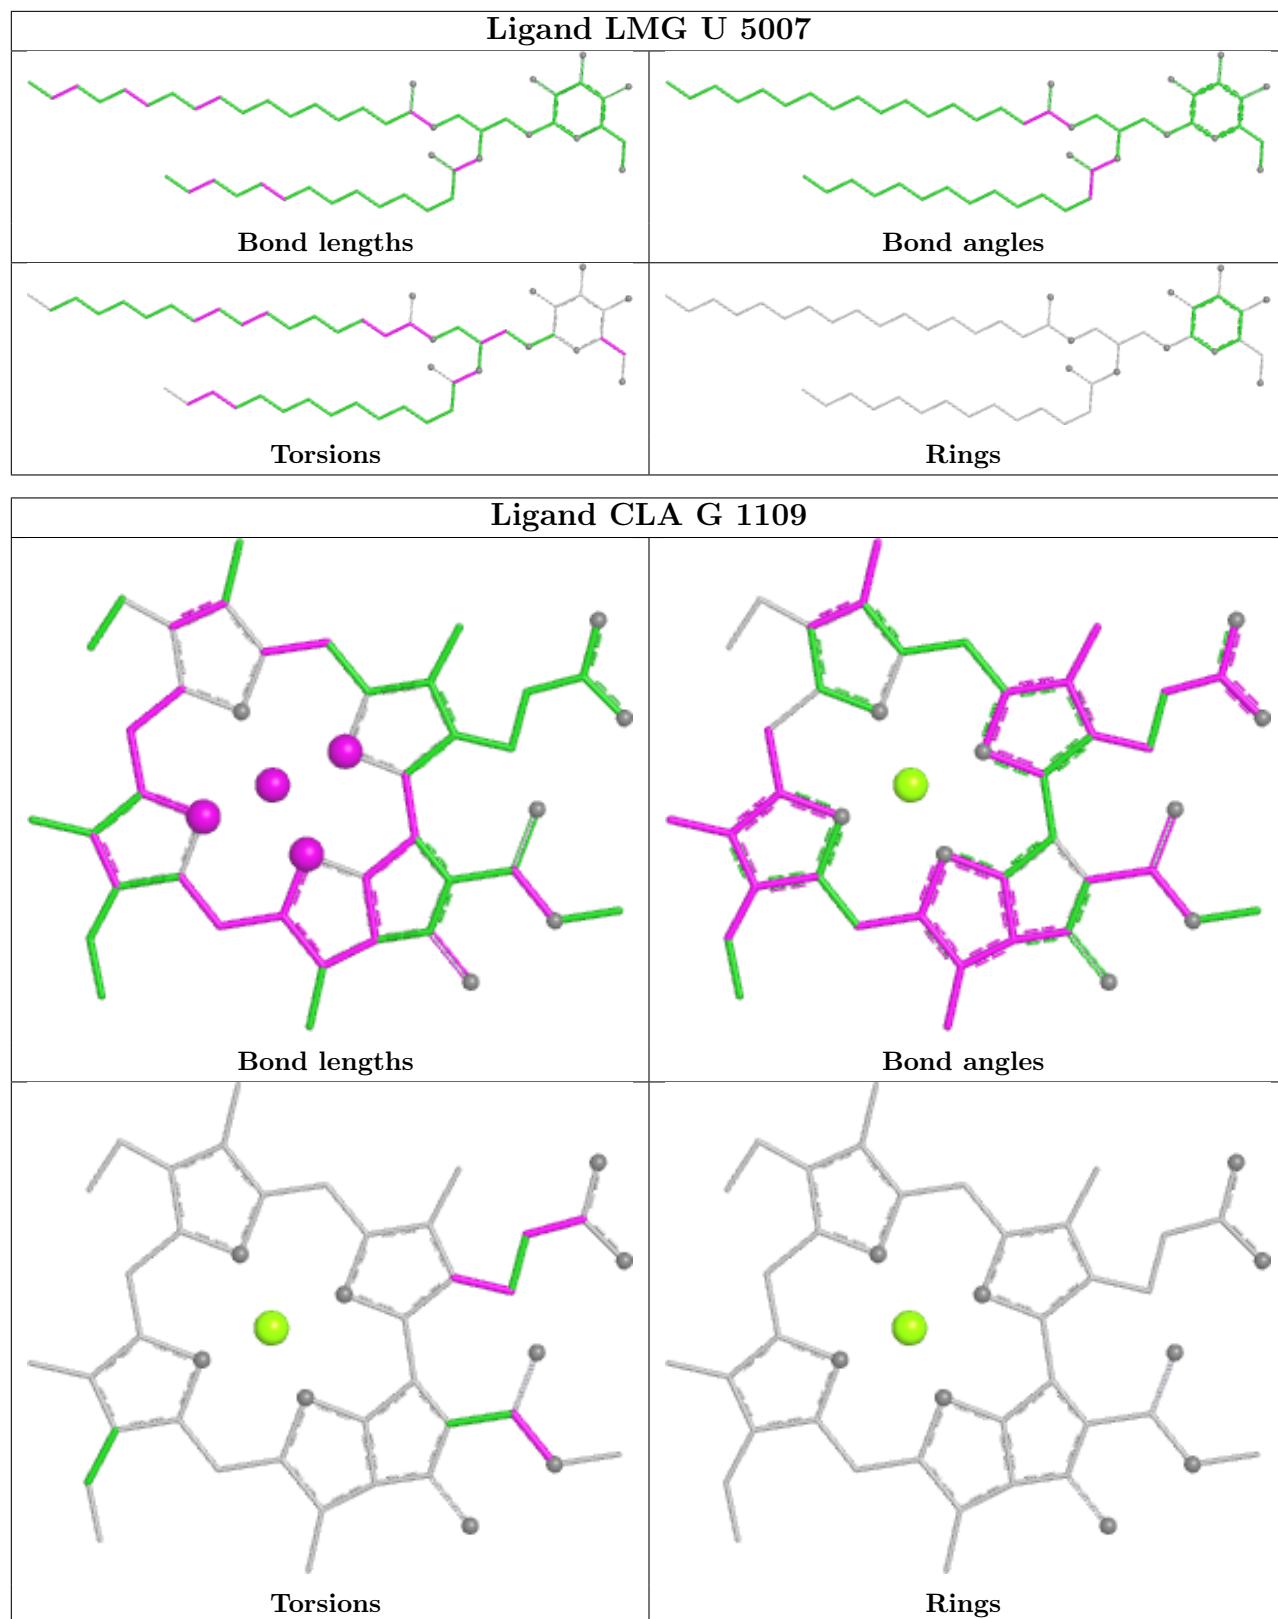 Ligand LMG U 5007
Bond lengths
Bond angles
Torsions
Rings
Ligand CLA G 1109
Bond lengths
Bond angles
Torsions
Rings